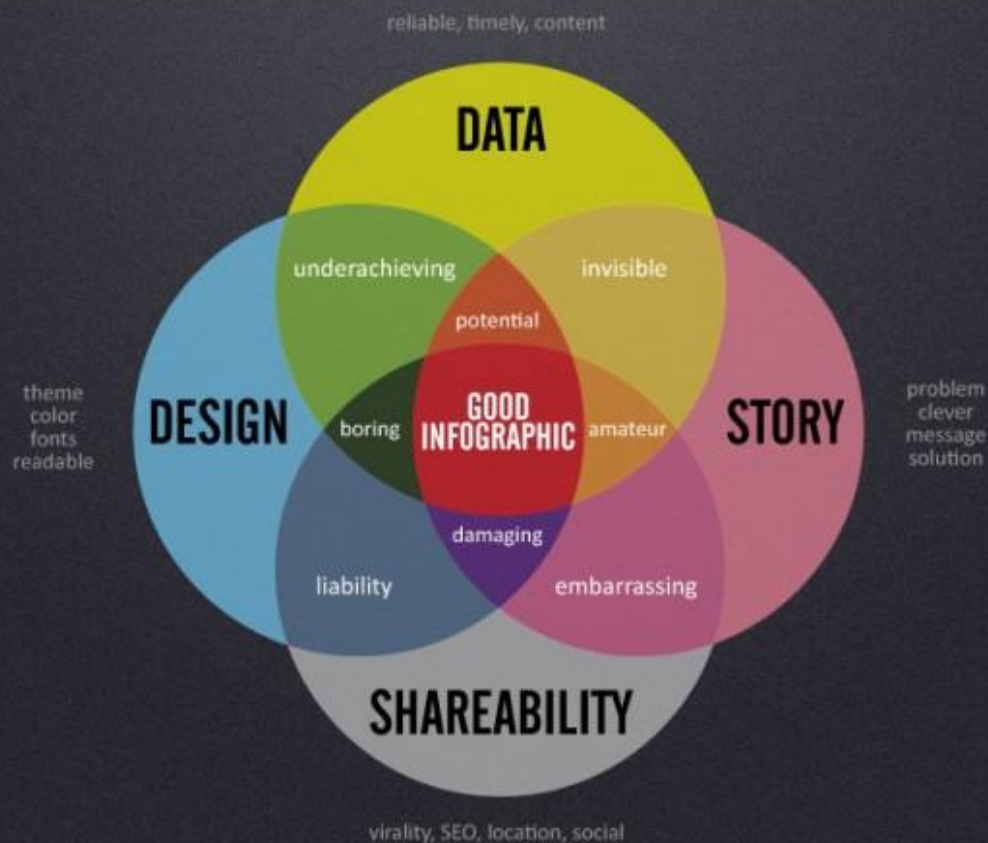 reliable, timely, content
DATA
underachieving
invisible
potential
theme
color
fonts
readable
DESIGN
boring
GOOD
INFOGRAPHIC
amateur
STORY
problem
clever
message
solution
damaging
liability
embarrassing
SHAREABILITY
virality, SEO, location, social